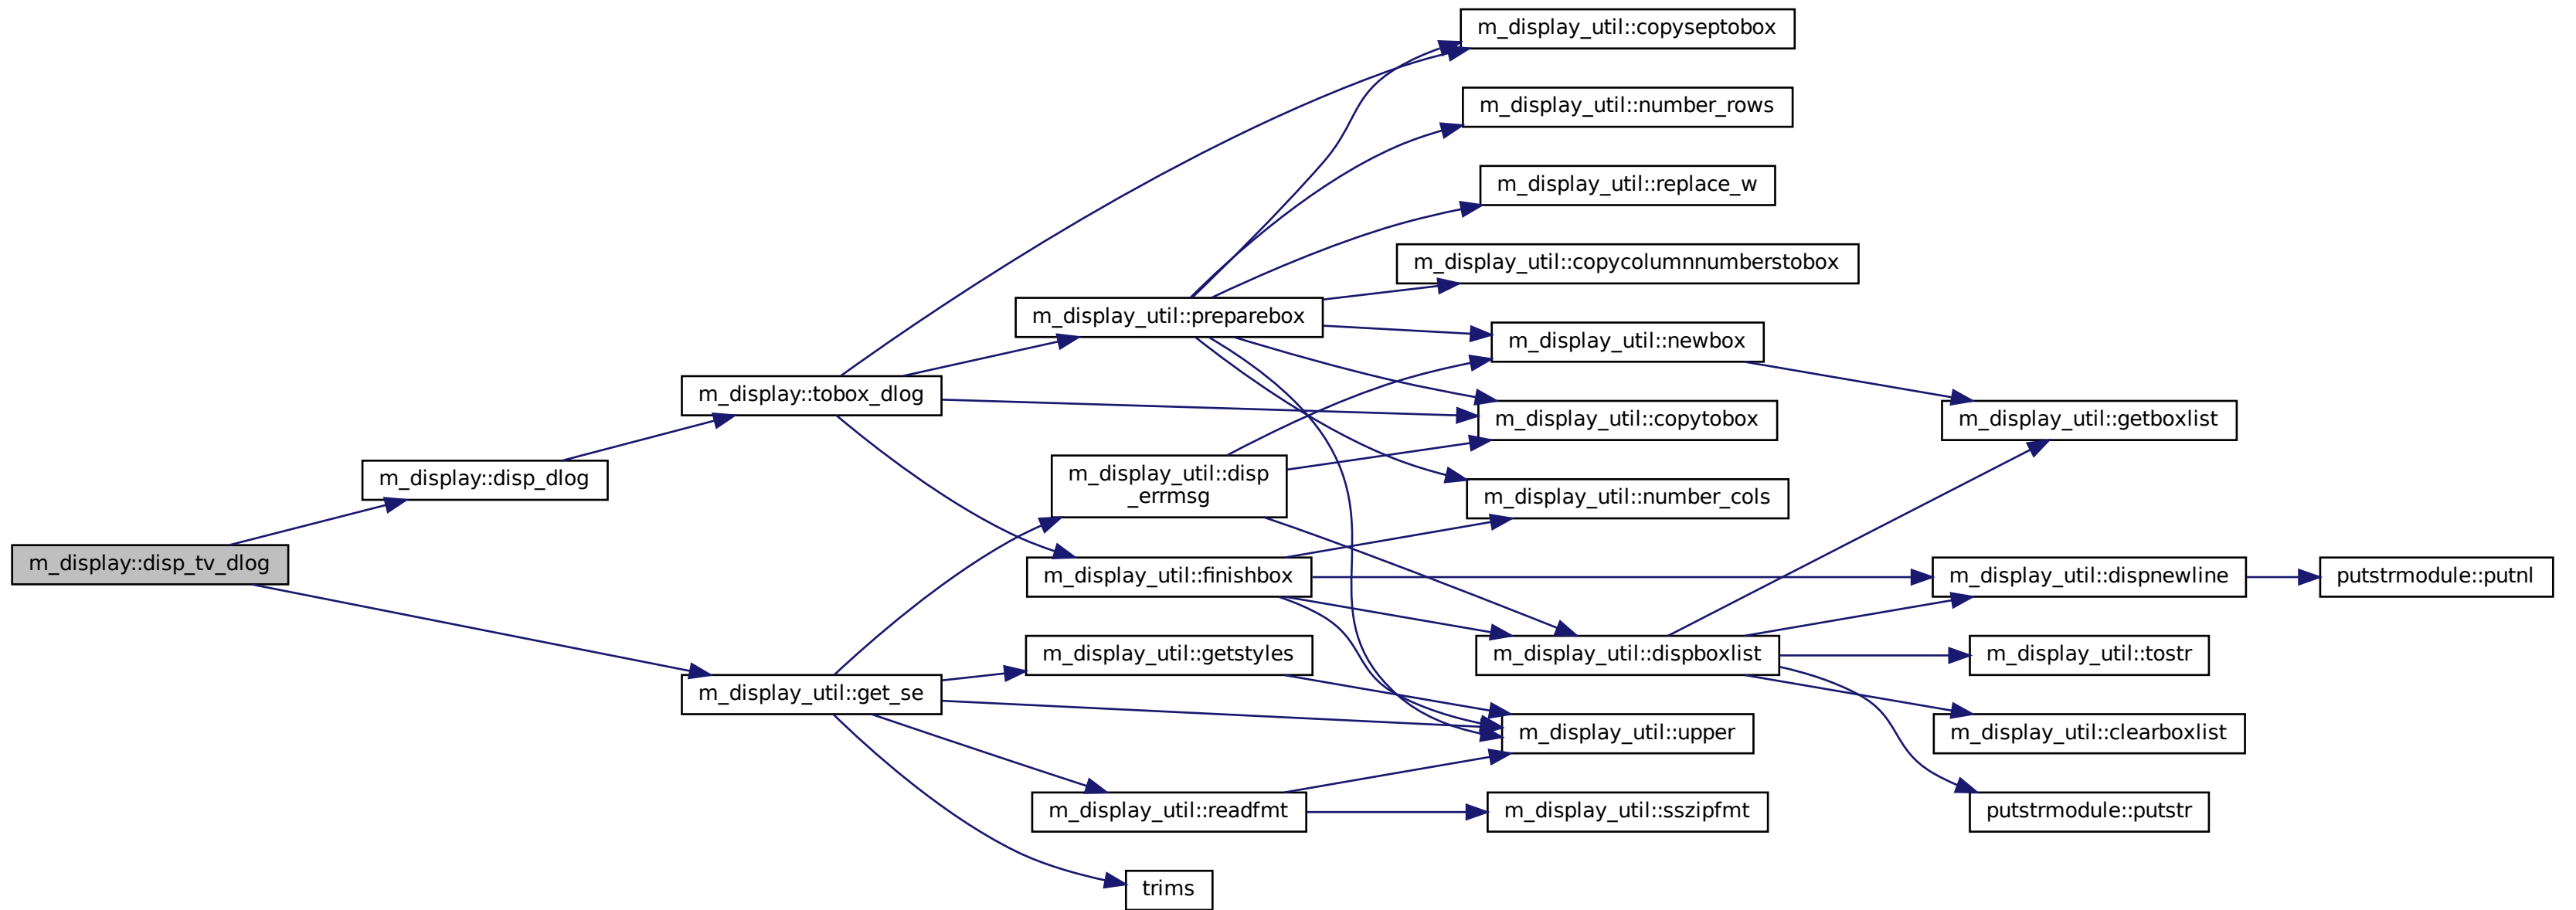 m_display_util::copyseptobox
m_display_util::number_rows
m_display_util::replace_w
m_display_util::copycolumnnumberstobox
m_display_util::preparebox
m_display_util::newbox
m_display::tobox_dlog
m_display_util::copytobox
m_display_util::getboxlist
m_display::disp_dlog
m_display_util::disp
_errmsg
m_display_util::number_cols
m_display::disp_tv_dlog
m_display_util::finishbox
m_display_util::dispnewline
putstrmodule::putnl
m_display_util::getstyles
m_display_util::dispboxlist
m_display_util::tostr
m_display_util::get_se
m_display_util::upper
m_display_util::clearboxlist
m_display_util::readfmt
m_display_util::sszipfmt
putstrmodule::putstr
trims